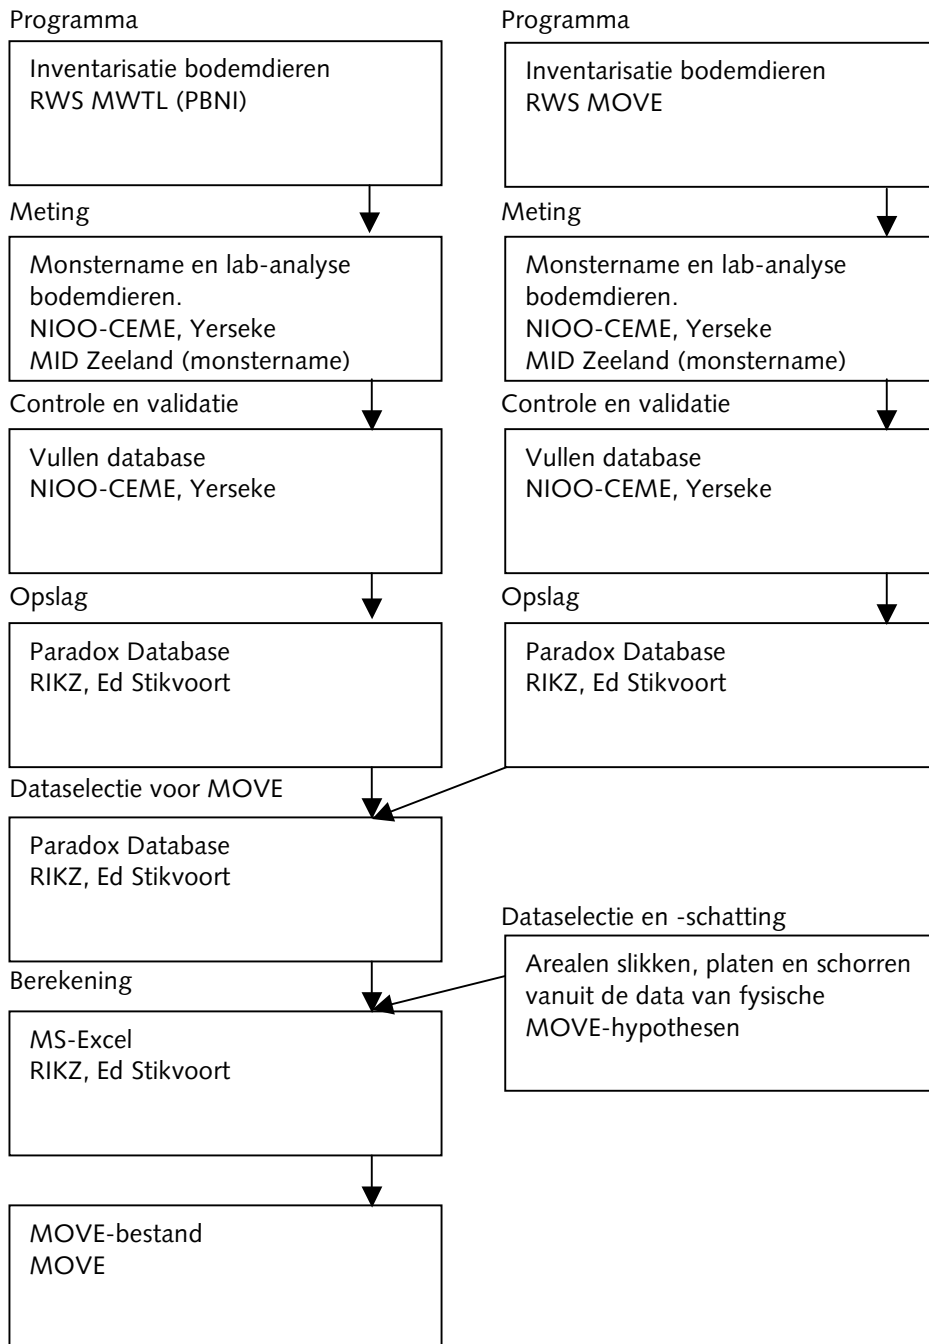 Programma
Inventarisatie bodemdieren
RWS MWTL (PBNI)
Meting
Monstername en lab-analyse
bodemdieren.
NIOO-CEME, Yerseke
MID Zeeland (monstername)
Controle en validatie
Vullen database
NIOO-CEME, Yerseke
Opslag
Paradox Database
RIKZ, Ed Stikvoort
Programma
Inventarisatie bodemdieren
RWS MOVE
Meting
Monstername en lab-analyse
bodemdieren.
NIOO-CEME, Yerseke
MID Zeeland (monstername)
Controle en validatie
Vullen database
NIOO-CEME, Yerseke
Opslag
Paradox Database
RIKZ, Ed Stikvoort
Dataselectie voor MOVE
Paradox Database
RIKZ, Ed Stikvoort
Dataselectie en -schatting
Arealen slikken, platen en schorren
vanuit de data van fysische
MOVE-hypothesen
Berekening
MS-Excel
RIKZ, Ed Stikvoort
MOVE-bestand
MOVE